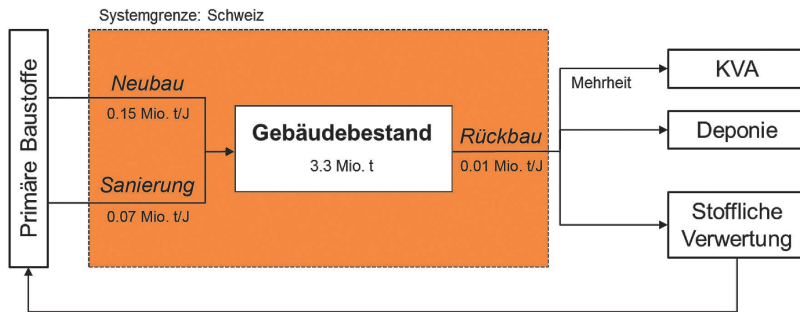 Systemgrenze: Schweiz
Primäre Baustoffe
Neubau
0.15 Mio. t/J
Sanierung
0.07 Mio. t/J
Gebäudebestand
3.3 Mio. t
Rückbau
0.01 Mio. t/J
Mehrheit
KVA
Deponie
Stoffliche
Verwertung